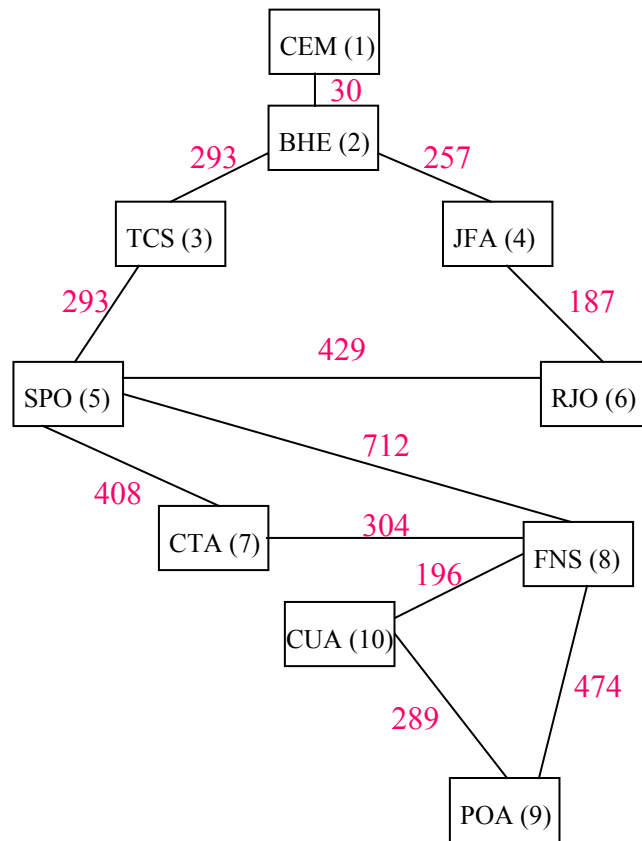 CEM (1)
30
BHE (2)
293
257
TCS (3)
JFA (4)
293
187
429
SPO (5)
RJO (6)
712
408
CTA (7)
304
FNS (8)
196
CUA (10)
474
289
POA (9)